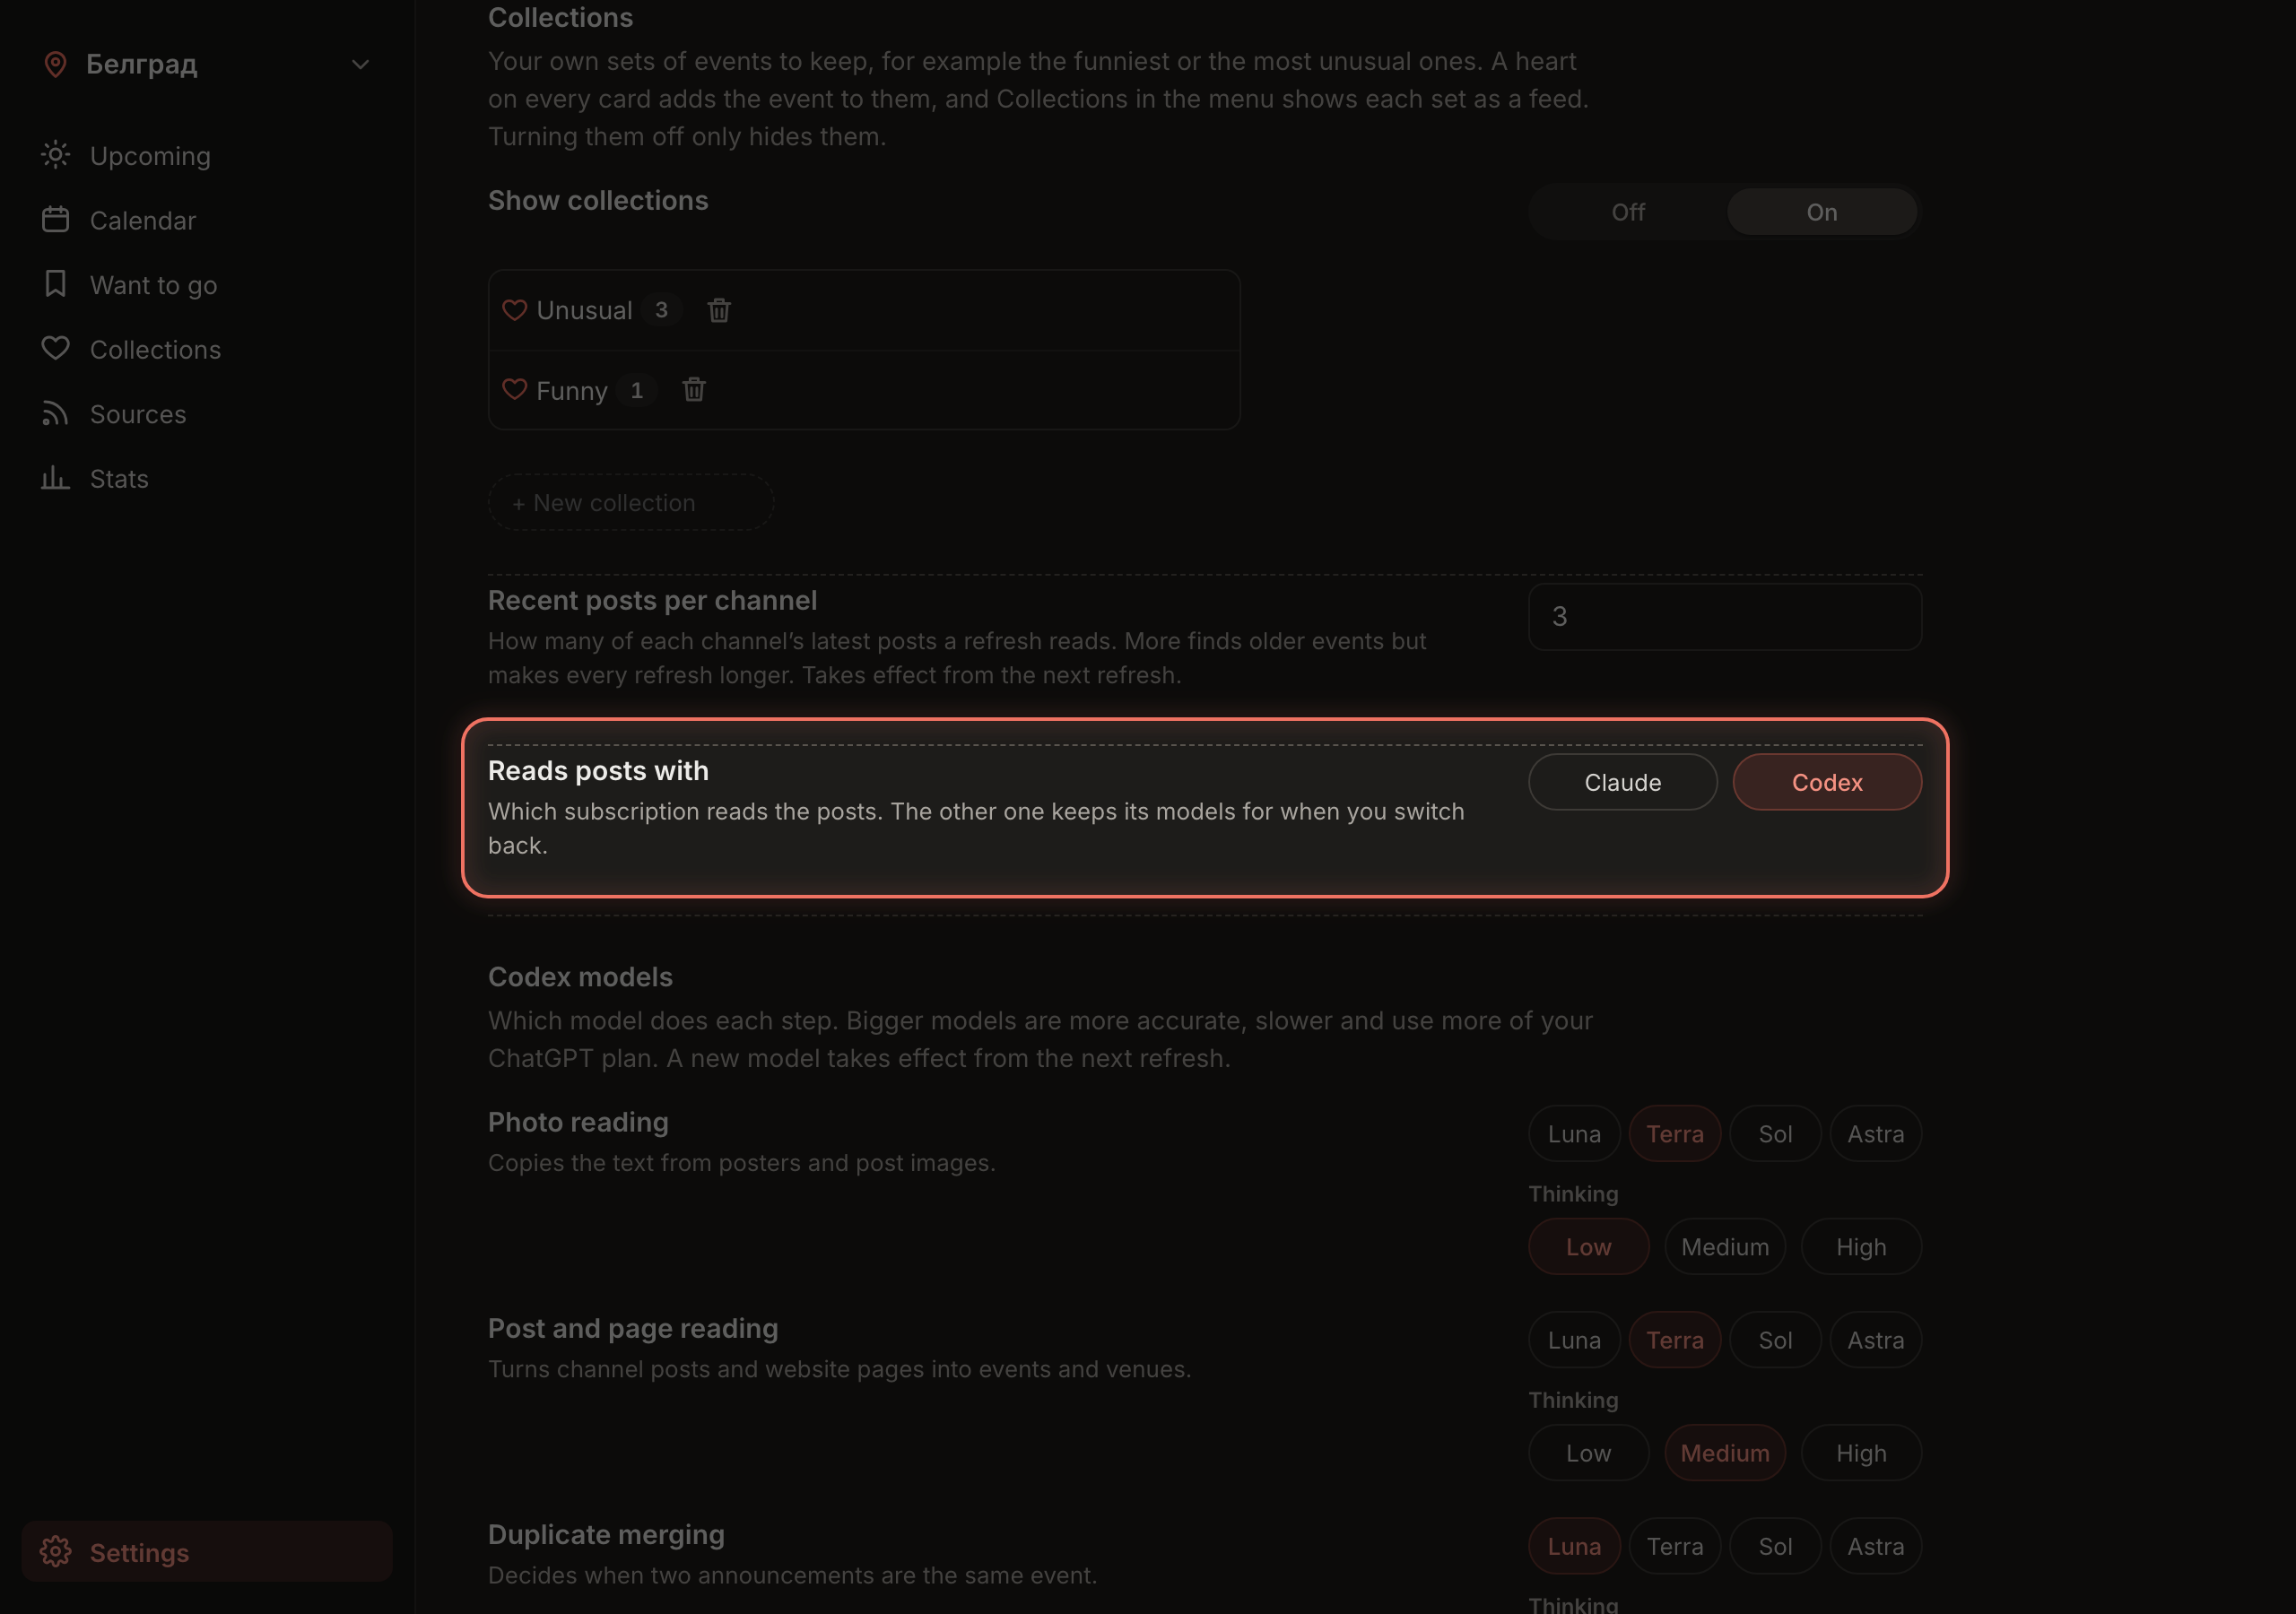 Белград
Upcoming
Calendar
Want to go
Collections
Sources
Stats
Settings
Collections
Your own sets of events to keep, for example the funniest or the most unusual ones. A heart
on every card adds the event to them, and Collections in the menu shows each set as a feed.
Turning them off only hides them.
Show collections
Off On
Unusual 3
Funny 1
+ New collection
Recent posts per channel
3
How many of each channel’s latest posts a refresh reads. More finds older events but
makes every refresh longer. Takes effect from the next refresh.
Reads posts with
Claude Codex
Which subscription reads the posts. The other one keeps its models for when you switch
back.
Codex models
Which model does each step. Bigger models are more accurate, slower and use more of your
ChatGPT plan. A new model takes effect from the next refresh.
Photo reading
Luna Terra Sol Astra
Copies the text from posters and post images.
Thinking
Low Medium High
Post and page reading
Luna Terra Sol Astra
Turns channel posts and website pages into events and venues.
Thinking
Low Medium High
Duplicate merging
Luna Terra Sol Astra
Decides when two announcements are the same event.
Thinking